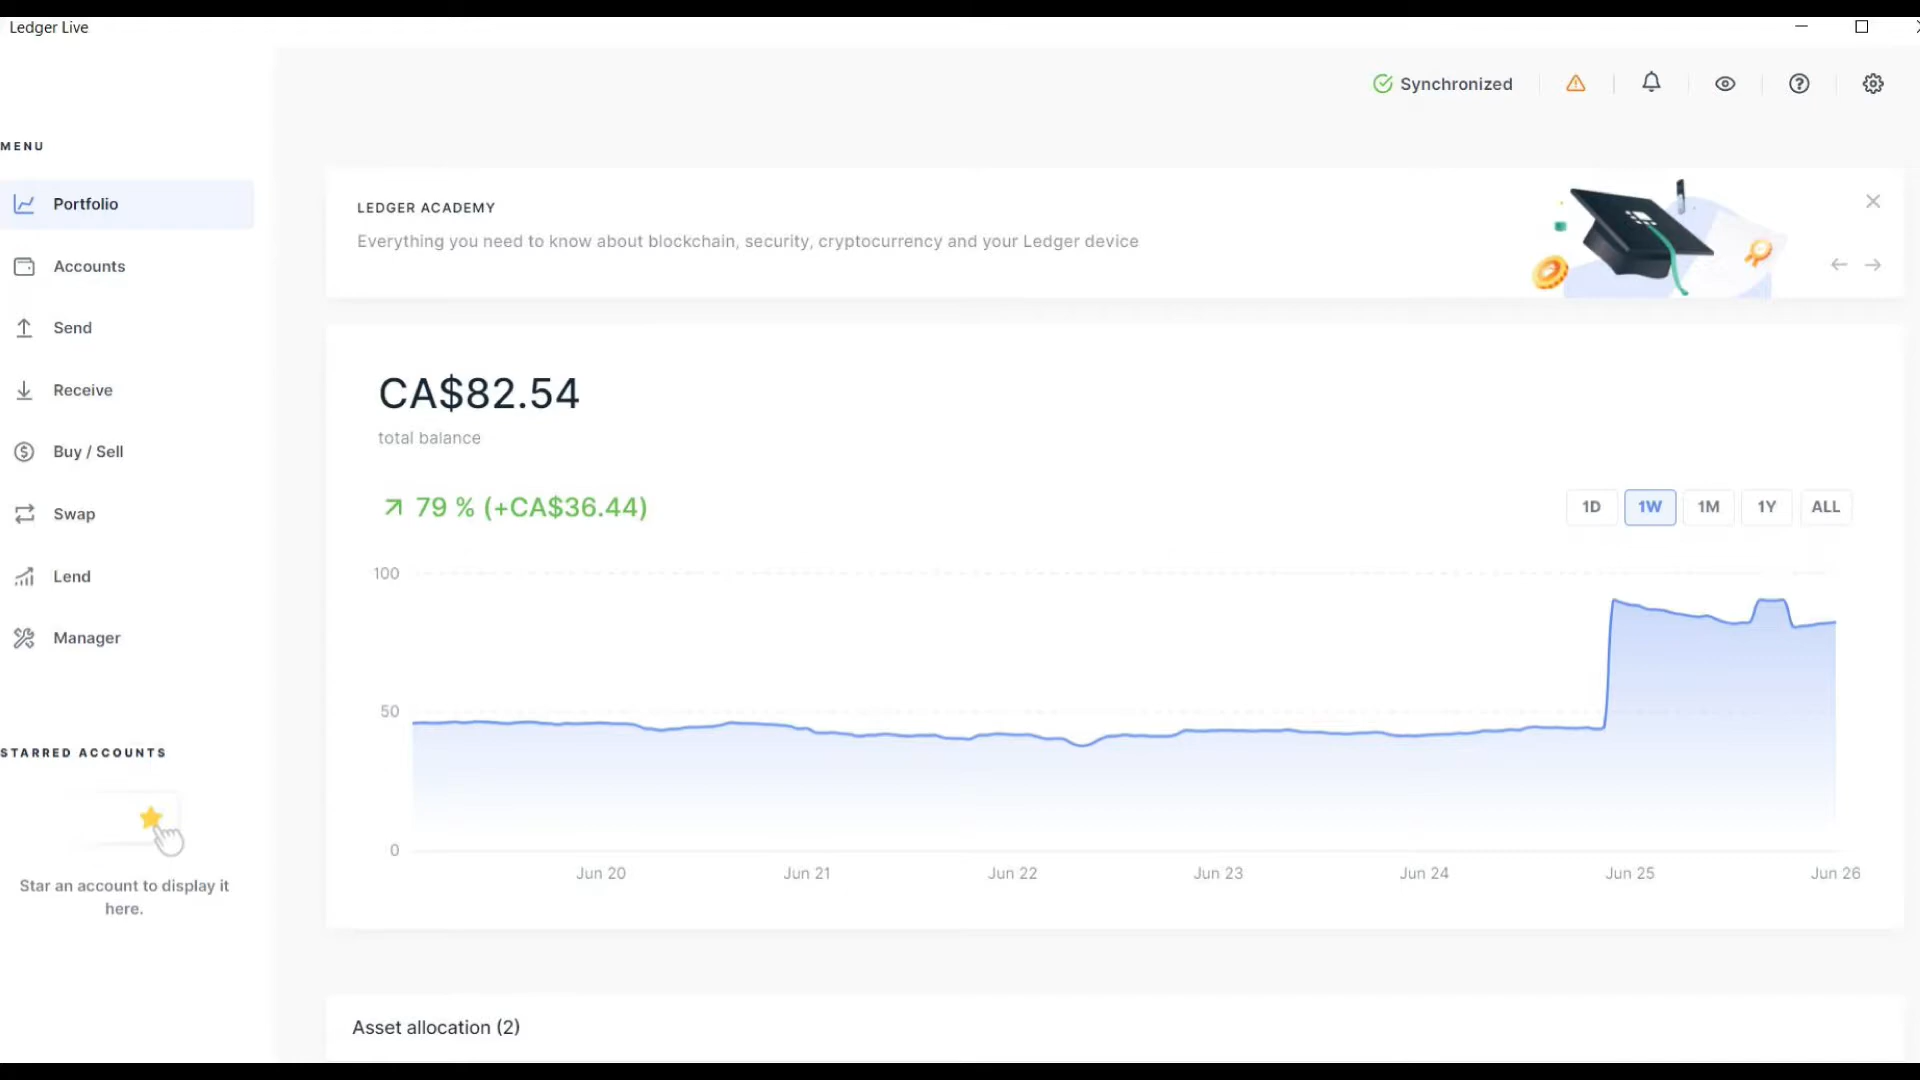 Ledger Live
Synchronized
MENU
Portfolio
Accounts
Send
Receive
Buy / Sell
Swap
Lend
Manager
STARRED ACCOUNTS
Star an account to display it
here.
LEDGER ACADEMY
Everything you need to know about blockchain, security, cryptocurrency and your Ledger device
CA$82.54
total balance
79 % (+CA$36.44)
1D 1W 1M 1Y ALL
100
50
0
Jun 20 Jun 21 Jun 22 Jun 23 Jun 24 Jun 25 Jun 26
Asset allocation (2)